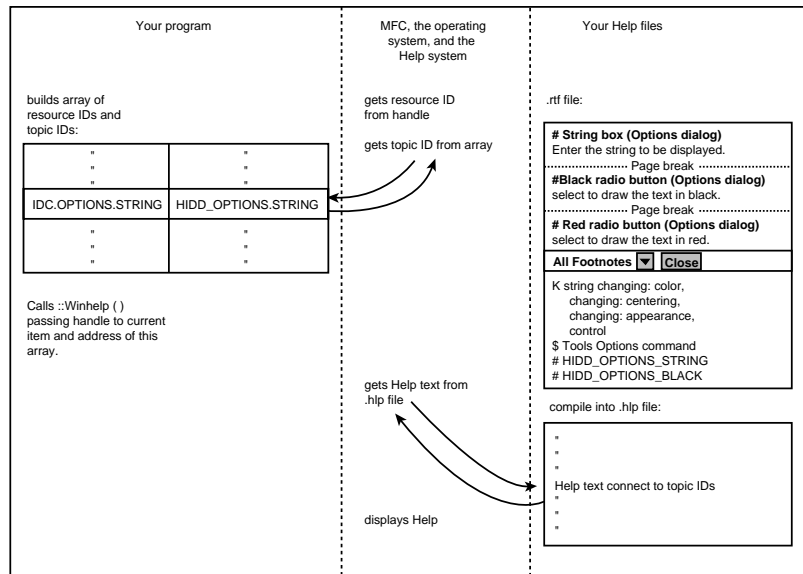 Your program
MFC, the operating
system, and the
Help system
Your Help files
builds array of
resource IDs and
topic IDs:
" "
" "
" "
IDC.OPTIONS.STRING HIDD_OPTIONS.STRING
" "
" "
" "
Calls ::Winhelp ( )
passing handle to current
item and address of this
array.
gets resource ID
from handle
gets topic ID from array
gets Help text from
.hlp file
displays Help
.rtf file:
# String box (Options dialog)
Enter the string to be displayed.
Page break
#Black radio button (Options dialog)
select to draw the text in black.
Page break
# Red radio button (Options dialog)
select to draw the text in red.
All Footnotes Close
K string changing: color,
changing: centering,
changing: appearance,
control
$ Tools Options command
# HIDD_OPTIONS_STRING
# HIDD_OPTIONS_BLACK
compile into .hlp file:
"
"
"
Help text connect to topic IDs
"
"
"